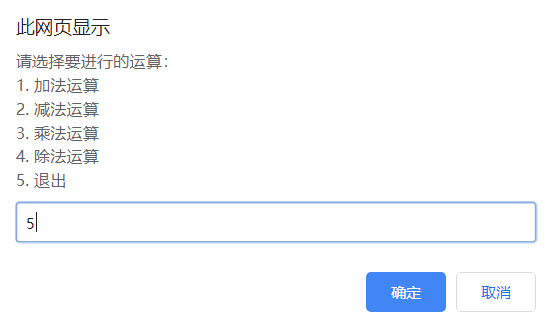 此网页显示
请选择要进行的运算：
1. 加法运算
2. 减法运算
3. 乘法运算
4. 除法运算
5. 退出
5
确定
取消